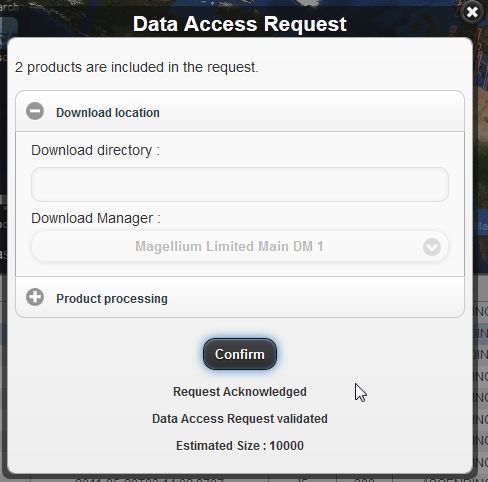 Data Access Request
2 products are included in the request.
Download location
Download directory :
Download Manager :
Magellium Limited Main DM 1
Product processing
Confirm
Request Acknowledged
Data Access Request validated
Estimated Size : 10000